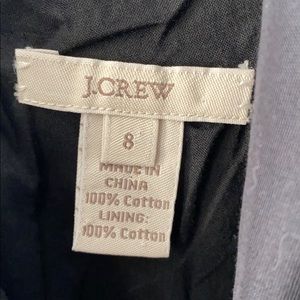 J.CREW
8
MADE IN
CHINA
100% Cotton
LINING:
100% Cotton